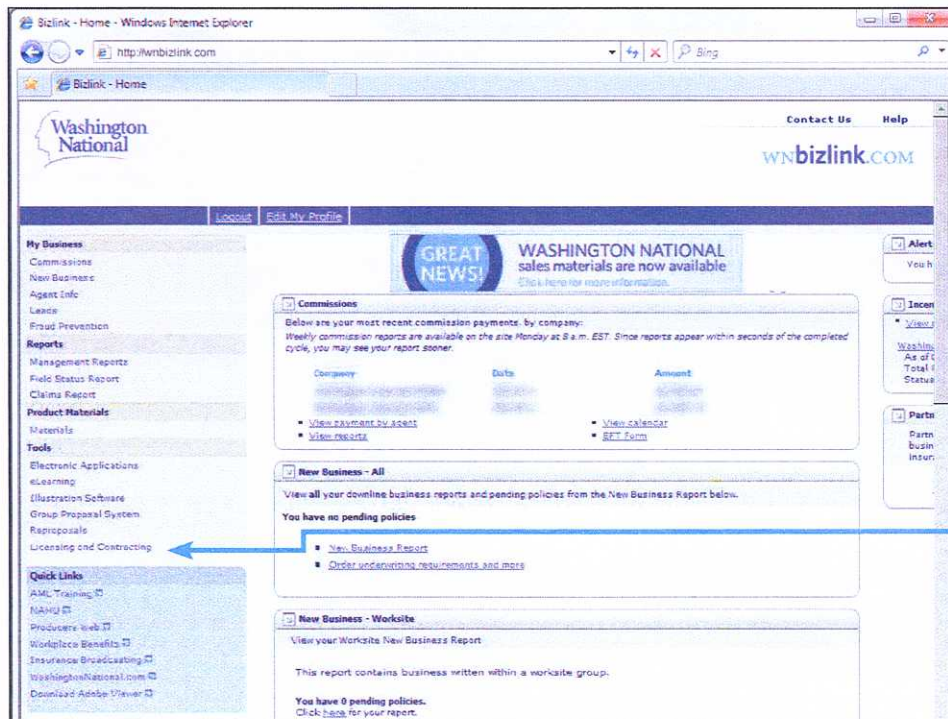 Bizlink - Home - Windows Internet Explorer
http://wnbizlink.com
Bing
Bizlink - Home
Washington
National
Contact Us Help
WNbizlink.COM
Logout Edit My Profile
My Business
Commissions
New Business
Agent Info
Leads
Fraud Prevention
Reports
Management Reports
Field Status Report
Claims Report
Product Materials
Materials
Tools
Electronic Applications
eLearning
Illustration Software
Group Proposal System
Reproposals
Licensing and Contracting
Quick Links
AML Training
NAHU
Producers Web
Workplace Benefits
Insurance Broadcasting
WashingtonNational.com
Download Adobe Viewer
GREAT
NEWS!
WASHINGTON NATIONAL
sales materials are now available
Click here for more information.
Commissions
Below are your most recent commission payments, by company:
Weekly commission reports are available on the site Monday at 8 a.m. EST. Since reports appear within seconds of the completed
cycle, you may see your report sooner.
Company Date Amount
View payment by agent
View reports
View calendar
EFT Form
New Business - All
View all your downline business reports and pending policies from the New Business Report below.
You have no pending policies
New Business Report
Order underwriting requirements and more
New Business - Worksite
View your Worksite New Business Report
This report contains business written within a worksite group.
You have 0 pending policies.
Click here for your report.
Alert
You h
Incen
View
Washin
As of
Total
Statu
Partn
Partn
busin
insur